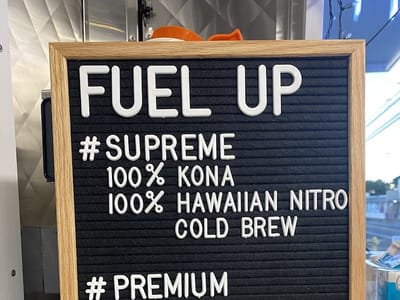 FUEL UP
# SUPREME
100% KONA
100% HAWAIIAN NITRO
COLD BREW
# PREMIUM